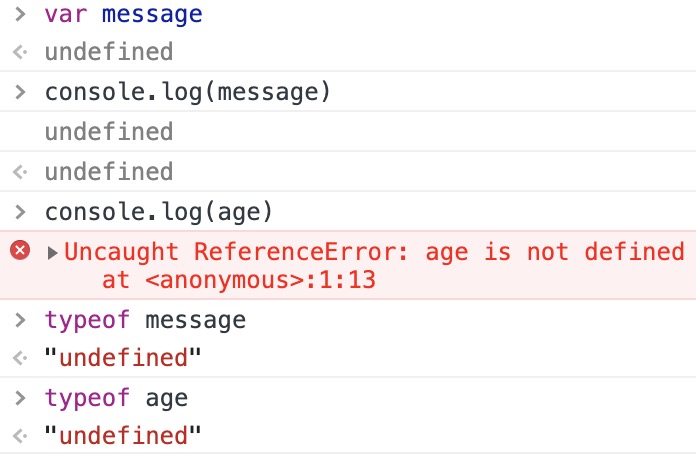 > var message
<· undefined
> console.log(message)
undefined
<· undefined
> console.log(age)
Uncaught ReferenceError: age is not defined
at <anonymous>:1:13
> typeof message
<· "undefined"
> typeof age
<· "undefined"